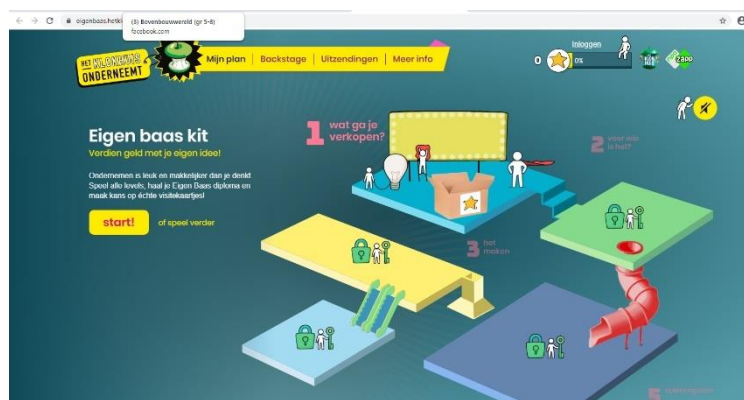 eigenbaas.hetkl
(3) Bovenbouwwereld (gr 5-8)
facebook.com
HET KLOKHUIS
ONDERNEEMT
Mijn plan | Backstage | Uitzendingen | Meer info
0
Inloggen
0%
zapp
Eigen baas kit
Verdien geld met je eigen idee!
Ondernemen is leuk en makkelijker dan je denkt!
Speel alle levels, haal je Eigen Baas diploma en
maak kans op échte visitekaartjes!
start! of speel verder
1 wat ga je
verkopen?
2 voor wie
is het?
3 het
maken
5